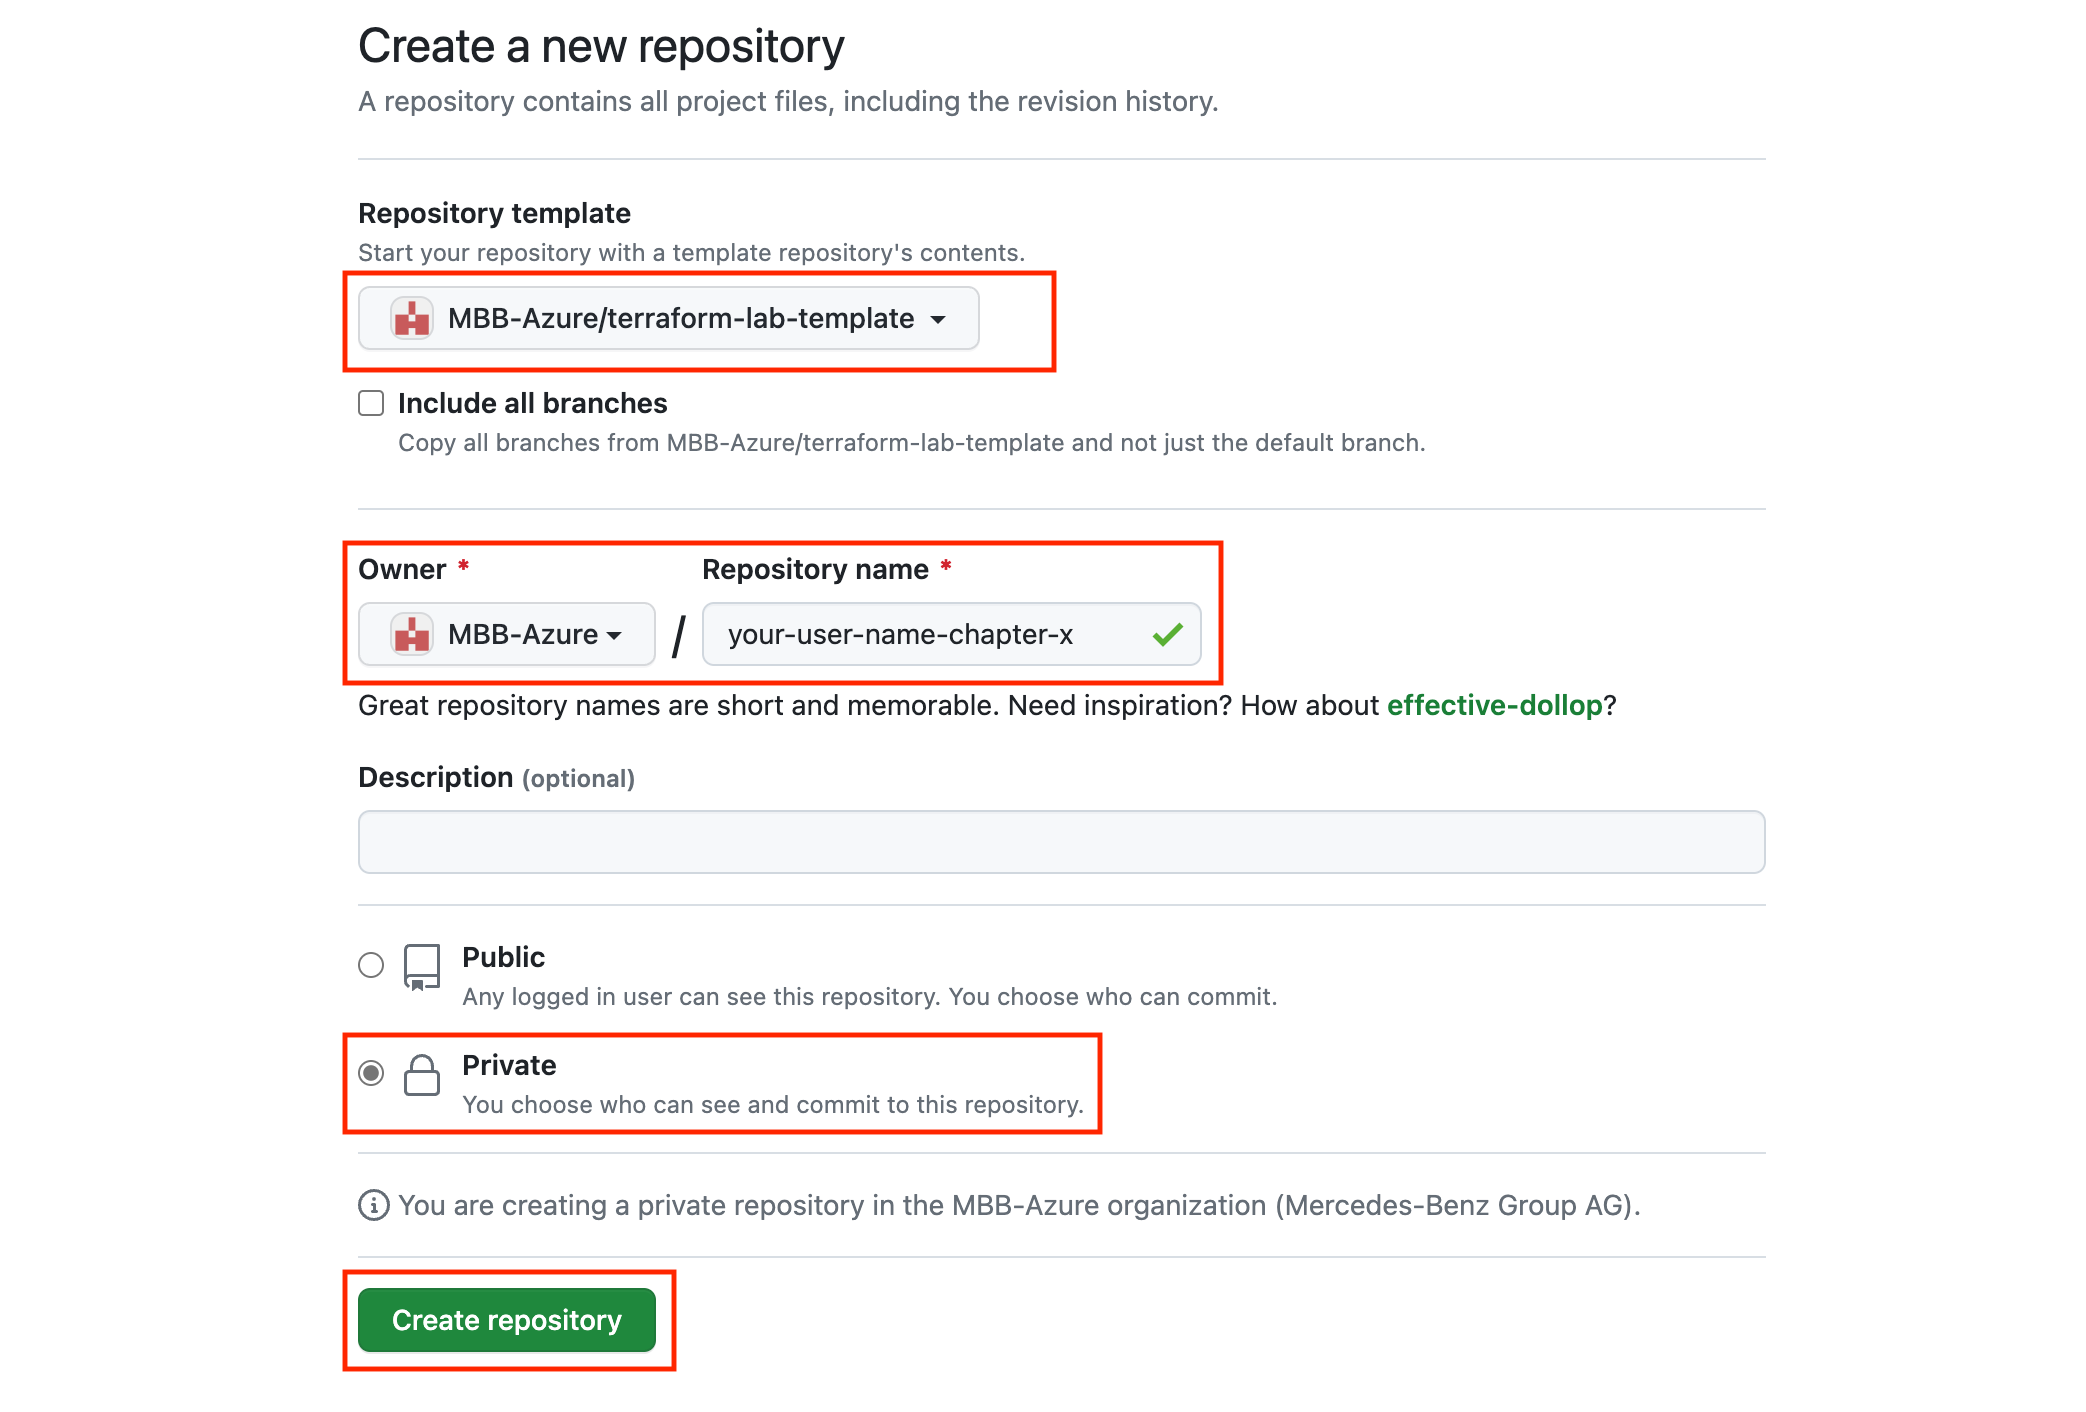 Create a new repository
A repository contains all project files, including the revision history.
Repository template
Start your repository with a template repository's contents.
MBB-Azure/terraform-lab-template
Include all branches
Copy all branches from MBB-Azure/terraform-lab-template and not just the default branch.
Owner * Repository name *
MBB-Azure / your-user-name-chapter-x
Great repository names are short and memorable. Need inspiration? How about effective-dollop?
Description (optional)
Public
Any logged in user can see this repository. You choose who can commit.
Private
You choose who can see and commit to this repository.
You are creating a private repository in the MBB-Azure organization (Mercedes-Benz Group AG).
Create repository